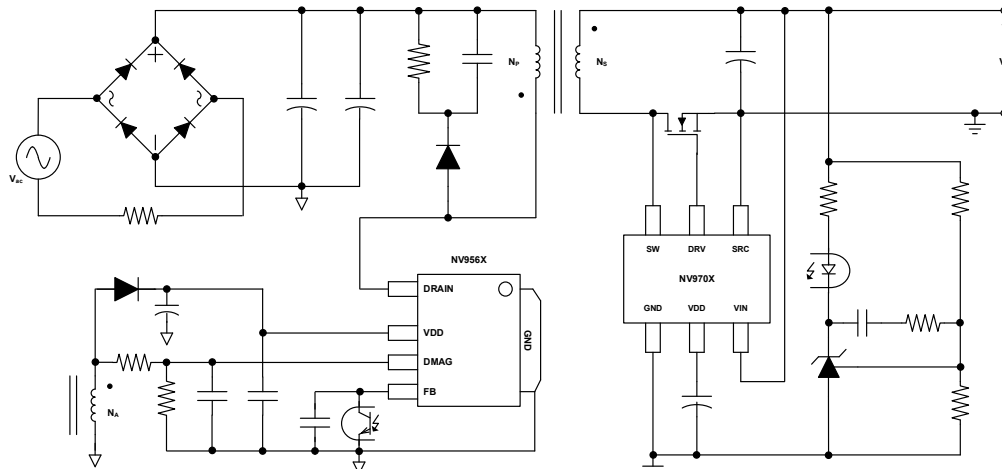 NP
NS
V
Vac
SW DRV SRC
NV956X
NV970X
DRAIN
GND VDD VIN
VDD
GND
DMAG
FB
NA